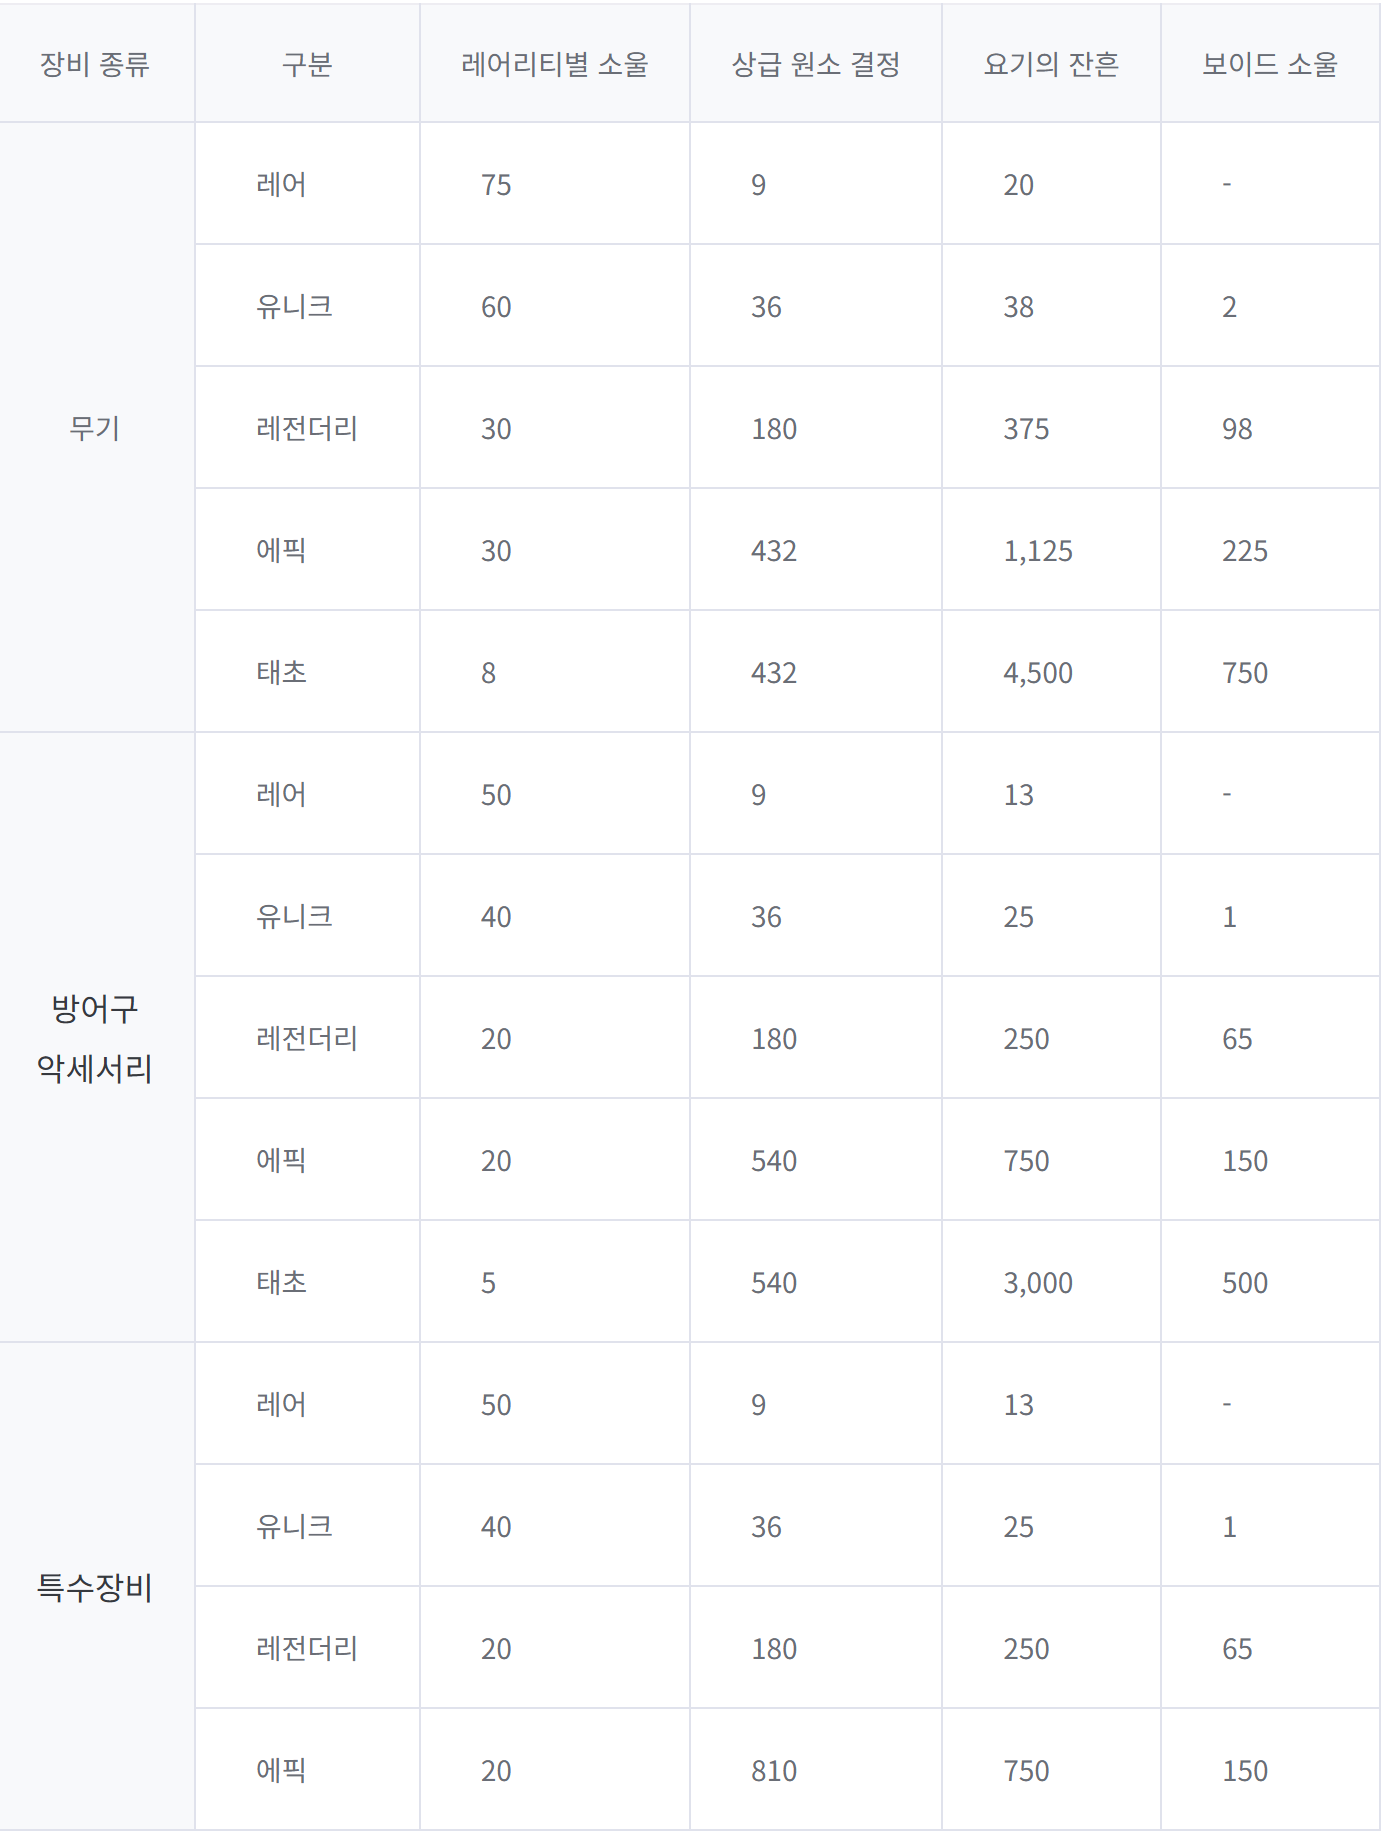 장비 종류 구분 레어리티별 소울 상급 원소 결정 요기의 잔흔 보이드 소울
무기
레어 75 9 20 -
유니크 60 36 38 2
레전더리 30 180 375 98
에픽 30 432 1,125 225
태초 8 432 4,500 750
방어구
악세서리
레어 50 9 13 -
유니크 40 36 25 1
레전더리 20 180 250 65
에픽 20 540 750 150
태초 5 540 3,000 500
특수장비
레어 50 9 13 -
유니크 40 36 25 1
레전더리 20 180 250 65
에픽 20 810 750 150